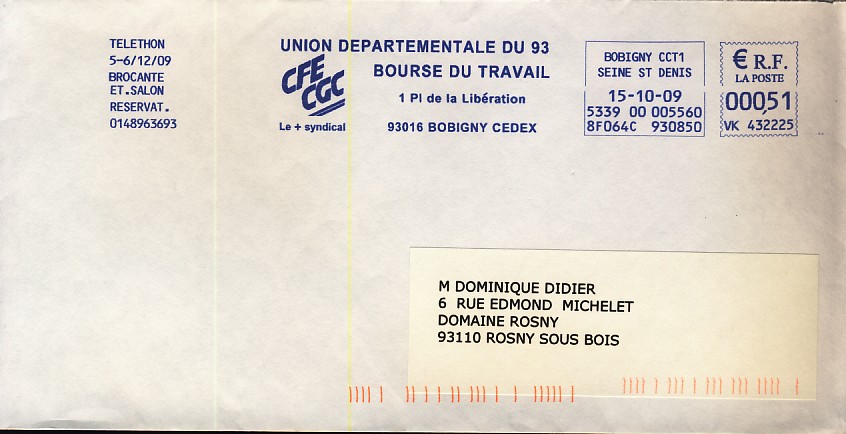 TELETHON
5-6/12/09
BROCANTE
ET.SALON
RESERVAT.
0148963693
UNION DEPARTEMENTALE DU 93
CFE
CGC
BOURSE DU TRAVAIL
1 Pl de la Libération
Le + syndical
93016 BOBIGNY CEDEX
BOBIGNY CCT1
SEINE ST DENIS
15-10-09
5339 00 005560
8F064C 930850
€ R.F.
LA POSTE
000,51
VK 432225
M DOMINIQUE DIDIER
6 RUE EDMOND MICHELET
DOMAINE ROSNY
93110 ROSNY SOUS BOIS